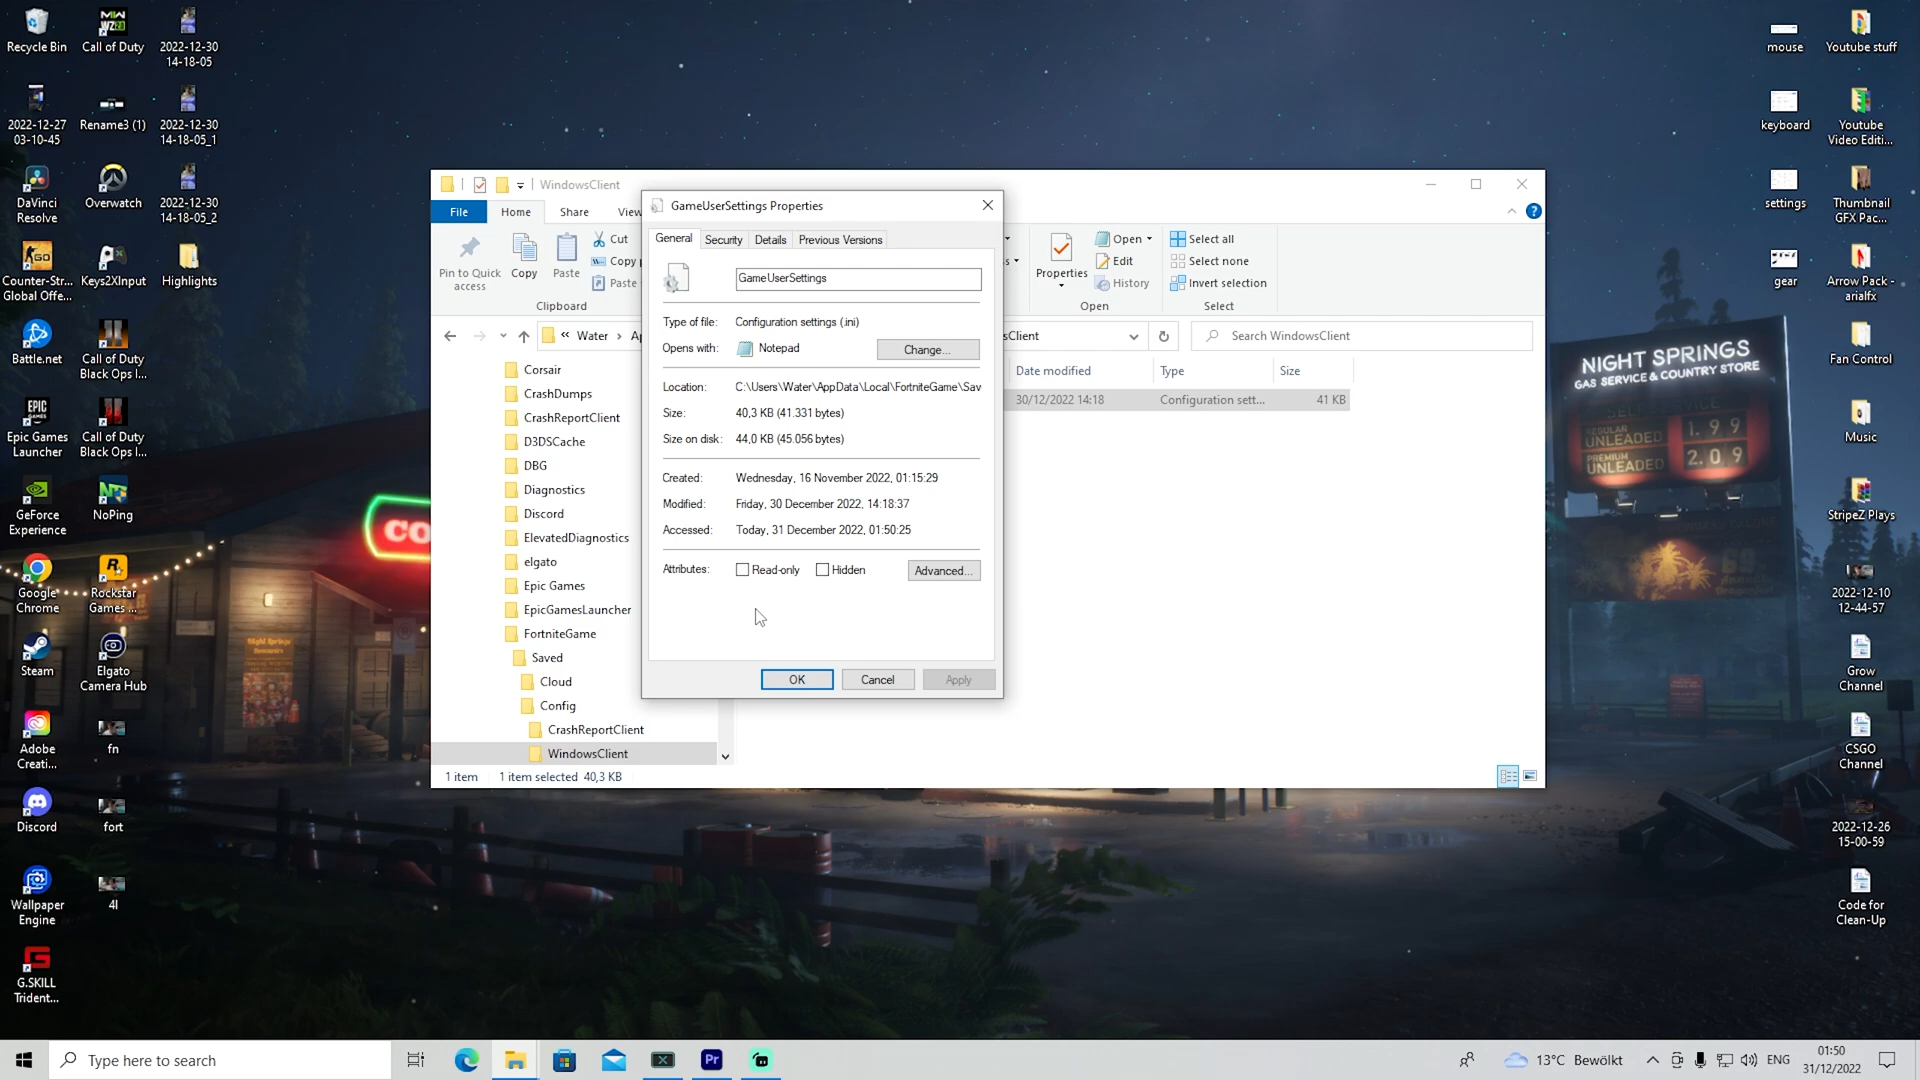 Recycle Bin
Call of Duty
2022-12-30
14-18-05
2022-12-27
03-10-45
Rename3 (1)
2022-12-30
14-18-05_1
DaVinci
Resolve
Overwatch
2022-12-30
14-18-05_2
Counter-Str...
Global Offe...
Keys2XInput
Highlights
Battle.net
Call of Duty
Black Ops I...
Epic Games
Launcher
Call of Duty
Black Ops I...
GeForce
Experience
NoPing
Google
Chrome
Rockstar
Games ...
Steam
Elgato
Camera Hub
Adobe
Creati...
fn
Discord
fort
Wallpaper
Engine
4l
G.SKILL
Trident...
WindowsClient
File
Home
Share
View
Pin to Quick
access
Copy
Paste
Cut
Copy
Paste
Clipboard
Properties
Open
Edit
History
Open
Select all
Select none
Invert selection
Select
Water
Search WindowsClient
Date modified
Type
Size
30/12/2022 14:18
Configuration sett...
41 KB
Corsair
CrashDumps
CrashReportClient
D3DSCache
DBG
Diagnostics
Discord
ElevatedDiagnostics
elgato
Epic Games
EpicGamesLauncher
FortniteGame
Saved
Cloud
Config
CrashReportClient
WindowsClient
1 item
1 item selected 40,3 KB
GameUserSettings Properties
General
Security
Details
Previous Versions
GameUserSettings
Type of file:
Configuration settings (.ini)
Opens with:
Notepad
Change...
Location:
C:\Users\Water\AppData\Local\FortniteGame\Sav
Size:
40,3 KB (41.331 bytes)
Size on disk:
44,0 KB (45.056 bytes)
Created:
Wednesday, 16 November 2022, 01:15:29
Modified:
Friday, 30 December 2022, 14:18:37
Accessed:
Today, 31 December 2022, 01:50:25
Attributes:
Read-only
Hidden
Advanced...
OK
Cancel
Apply
NIGHT SPRINGS
GAS SERVICE & COUNTRY STORE
REGULAR
UNLEADED
1.99
PREMIUM
UNLEADED
2.09
mouse
Youtube stuff
keyboard
Youtube
Video Editi...
settings
Thumbnail
GFX Pac...
gear
Arrow Pack -
arialfx
Fan Control
Music
StripeZ Plays
2022-12-10
12-44-57
Grow
Channel
CSGO
Channel
2022-12-26
15-00-59
Code for
Clean-Up
Type here to search
13°C Bewölkt
ENG
01:50
31/12/2022